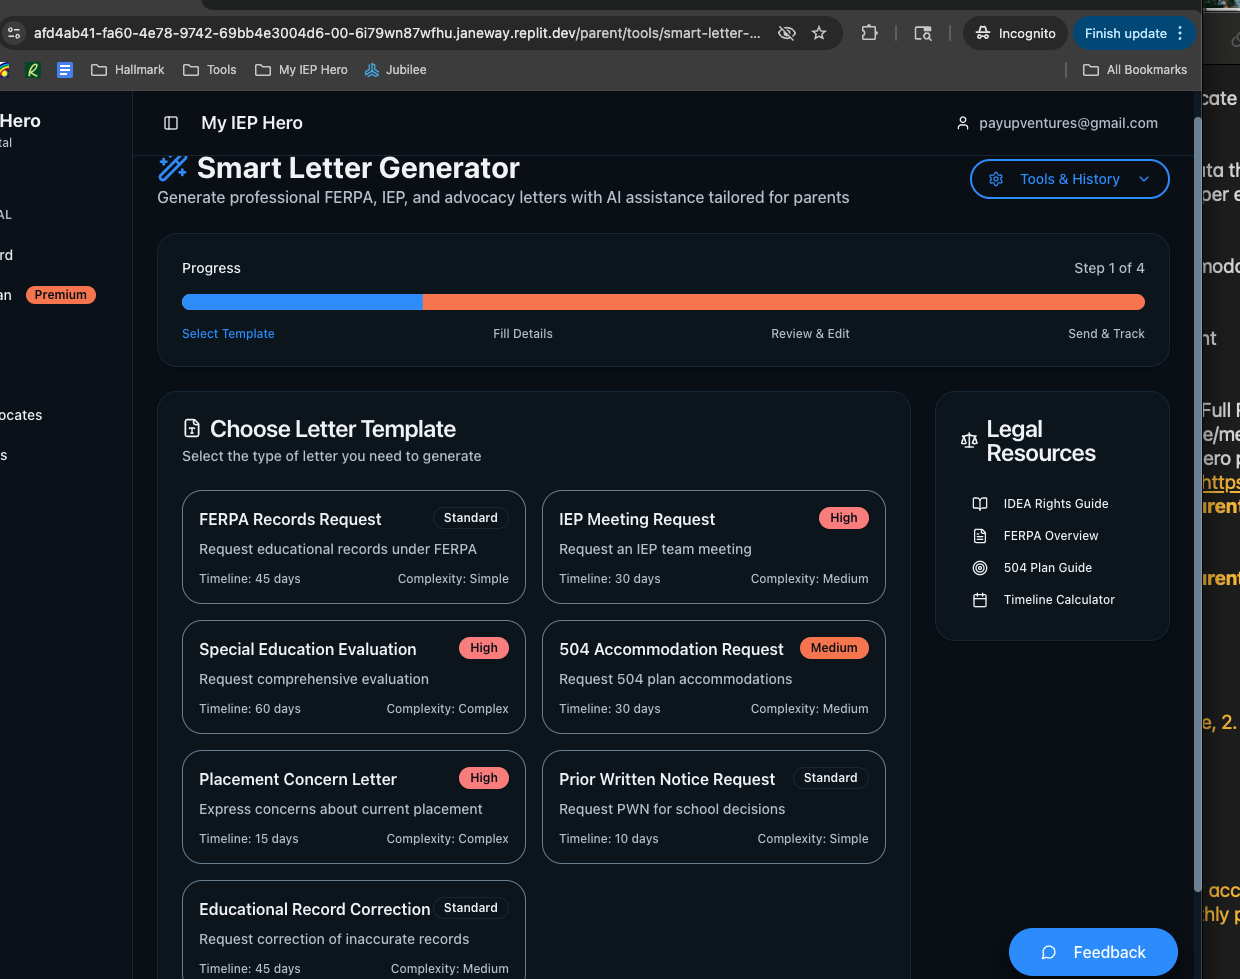 afd4ab41-fa60-4e78-9742-69bb4e3004d6-00-6i79wn87wfhu.janeway.replit.dev/parent/tools/smart-letter-...
Incognito
Finish update
Hallmark
Tools
My IEP Hero
Jubilee
All Bookmarks
Hero
tal
AL
rd
an Premium
ocates
s
My IEP Hero
payupventures@gmail.com
Smart Letter Generator
Generate professional FERPA, IEP, and advocacy letters with AI assistance tailored for parents
Tools & History
Progress
Step 1 of 4
Select Template
Fill Details
Review & Edit
Send & Track
Choose Letter Template
Select the type of letter you need to generate
FERPA Records Request
Standard
Request educational records under FERPA
Timeline: 45 days
Complexity: Simple
IEP Meeting Request
High
Request an IEP team meeting
Timeline: 30 days
Complexity: Medium
Special Education Evaluation
High
Request comprehensive evaluation
Timeline: 60 days
Complexity: Complex
504 Accommodation Request
Medium
Request 504 plan accommodations
Timeline: 30 days
Complexity: Medium
Placement Concern Letter
High
Express concerns about current placement
Timeline: 15 days
Complexity: Complex
Prior Written Notice Request
Standard
Request PWN for school decisions
Timeline: 10 days
Complexity: Simple
Educational Record Correction
Standard
Request correction of inaccurate records
Timeline: 45 days
Complexity: Medium
Legal
Resources
IDEA Rights Guide
FERPA Overview
504 Plan Guide
Timeline Calculator
Feedback
cate
ata th
per e
moda
nt
Full
e/me
ero p
https
rent
rent
e, 2.
acc
thly p